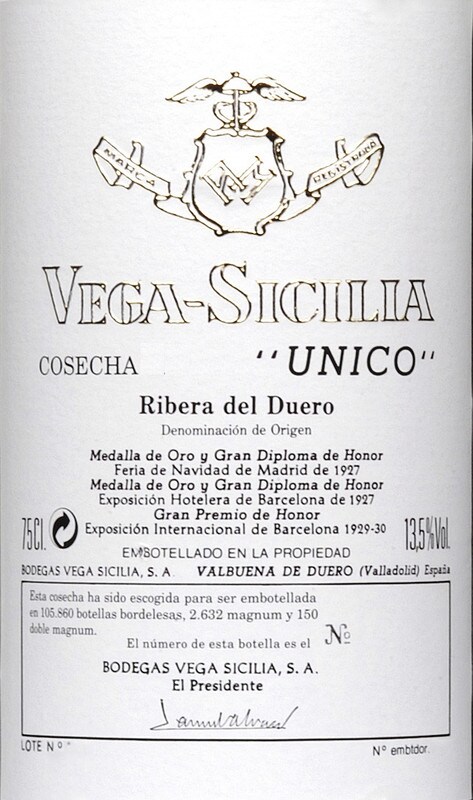 MARCA REGISTRADA
VEGA-SICILIA
COSECHA "UNICO"
Ribera del Duero
Denominación de Origen
Medalla de Oro y Gran Diploma de Honor
Feria de Navidad de Madrid de 1927
Medalla de Oro y Gran Diploma de Honor
Exposición Hotelera de Barcelona de 1927
Gran Premio de Honor
75Cl. Exposición Internacional de Barcelona 1929-30 13,5%Vol.
EMBOTELLADO EN LA PROPIEDAD
BODEGAS VEGA SICILIA, S. A. VALBUENA DE DUERO (Valladolid) España
Esta cosecha ha sido escogida para ser embotellada
en 105.860 botellas bordelesas, 2.632 magnum y 150
doble magnum.
El número de esta botella es el Nº
BODEGAS VEGA SICILIA, S. A.
El Presidente
LOTE Nº Nº embtdor.